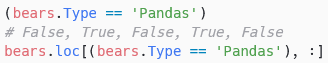 (bears.Type == 'Pandas')
# False, True, False, True, False
bears.loc[(bears.Type == 'Pandas'), :]